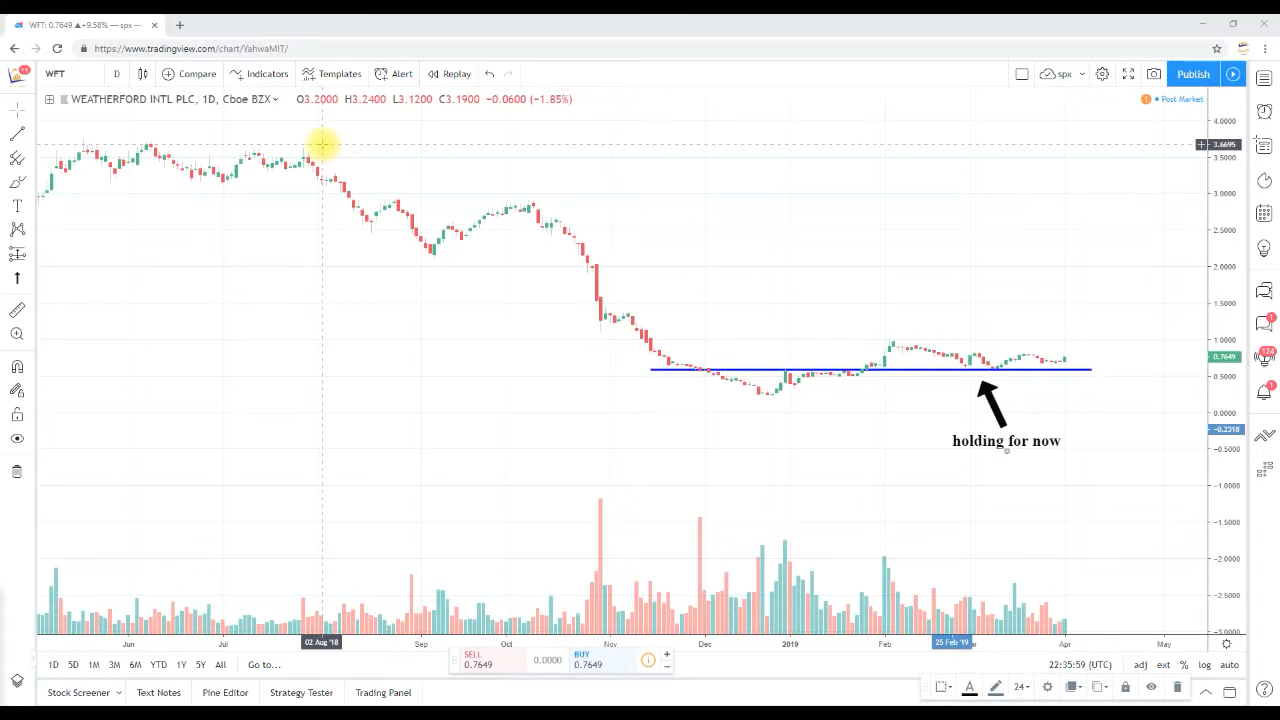 WFT: 0.7649 ▲+9.58% — spx —
https://www.tradingview.com/chart/YahwaMIT/
11
WFT D Compare Indicators Templates Alert Replay spx Publish
WEATHERFORD INTL PLC, 1D, Cboe BZX O3.2000 H3.2400 L3.1200 C3.1900 −0.0600 (−1.85%)
Post Market
4.0000
3.6695
3.5000
3.0000
2.5000
2.0000
1.5000
1.0000
0.7649
0.5000
0.0000
−0.2318
−0.5000
−1.0000
−1.5000
−2.0000
−2.5000
−3.0000
holding for now
1
174
1
Jun Jul 02 Aug '18 Sep Oct Nov Dec 2019 Feb 25 Feb '19 Apr May
1D 5D 1M 3M 6M YTD 1Y 5Y All Go to...
SELL
0.7649
0.0000
BUY
0.7649
22:35:59 (UTC) adj ext % log auto
Stock Screener Text Notes Pine Editor Strategy Tester Trading Panel
A 24